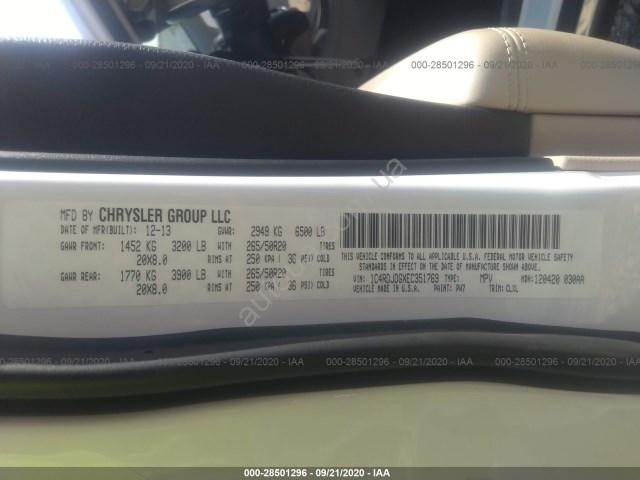 000-28501296 - 09/21/2020 - IAA
MFD BY CHRYSLER GROUP LLC
DATE OF MFR(BUILT): 12-13 GVWR: 2949 KG 6500 LB
GAWR FRONT: 1452 KG 3200 LB WITH 265/50R20 TIRES
20X8.0 RIMS AT 250 KPA ( 36 PSI) COLD
GAWR REAR: 1770 KG 3900 LB WITH 265/50R20 TIRES
20X8.0 RIMS AT 250 KPA ( 36 PSI) COLD
THIS VEHICLE CONFORMS TO ALL APPLICABLE U.S.A. FEDERAL MOTOR VEHICLE SAFETY
STANDARDS IN EFFECT ON THE DATE OF MANUFACTURE SHOWN ABOVE.
VIN: 1C4RDJDGXEC351763 TYPE: MPV MDH: 120420 030AA
VEHICLE MADE IN U.S.A. PAINT: PW7 TRIM: CLVL
000-28501296 - 09/21/2020 - IAA
000-28501296 - 09/21/2020 - IAA